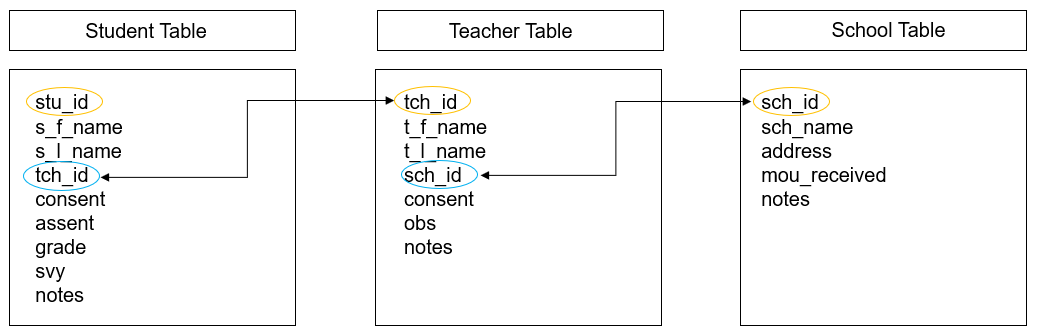 Student Table
stu_id
s_f_name
s_l_name
tch_id
consent
assent
grade
svy
notes
Teacher Table
tch_id
t_f_name
t_l_name
sch_id
consent
obs
notes
School Table
sch_id
sch_name
address
mou_received
notes